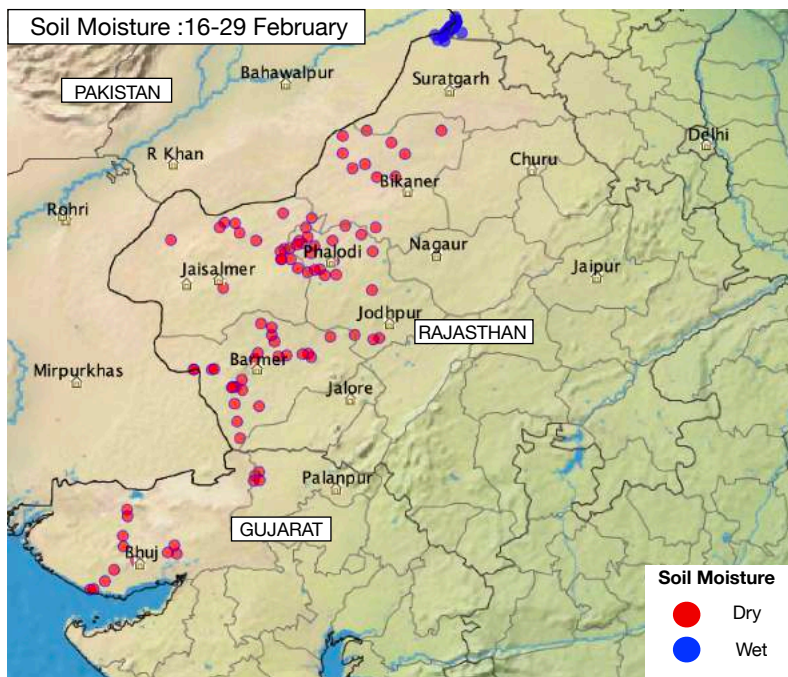 Soil Moisture :16-29 February
Bahawalpur
Suratgarh
PAKISTAN
Delhi
R Khan
Churu
Bikaner
Rohri
Nagaur
Phalodi
Jaipur
Jaisalmer
Jodhpur
RAJASTHAN
Barmer
Mirpurkhas
Jalore
Palanpur
GUJARAT
Bhuj
Soil Moisture
Dry
Wet